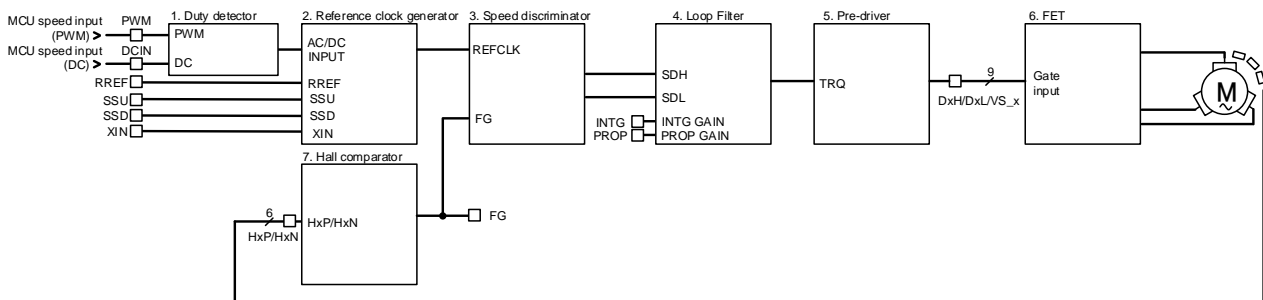 MCU speed input
(PWM)
PWM
MCU speed input
(DC)
DCIN
RREF
SSU
SSD
XIN
1. Duty detector
PWM
DC
2. Reference clock generator
AC/DC
INPUT
RREF
SSU
SSD
XIN
3. Speed discriminator
REFCLK
FG
4. Loop Filter
SDH
SDL
INTG
INTG GAIN
PROP
PROP GAIN
5. Pre-driver
TRQ
9
DxH/DxL/VS_x
6. FET
Gate
input
M
~
7. Hall comparator
6
HxP/HxN
HxP/HxN
FG